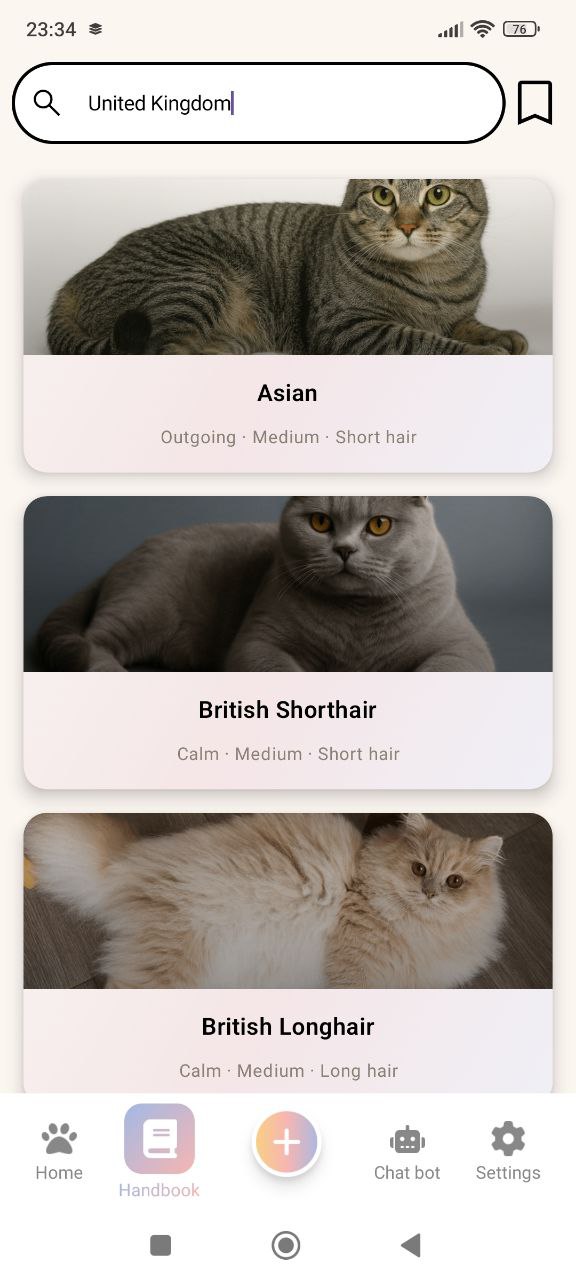 23:34
76
United Kingdom
Asian
Outgoing · Medium · Short hair
British Shorthair
Calm · Medium · Short hair
British Longhair
Calm · Medium · Long hair
Home
Handbook
Chat bot
Settings